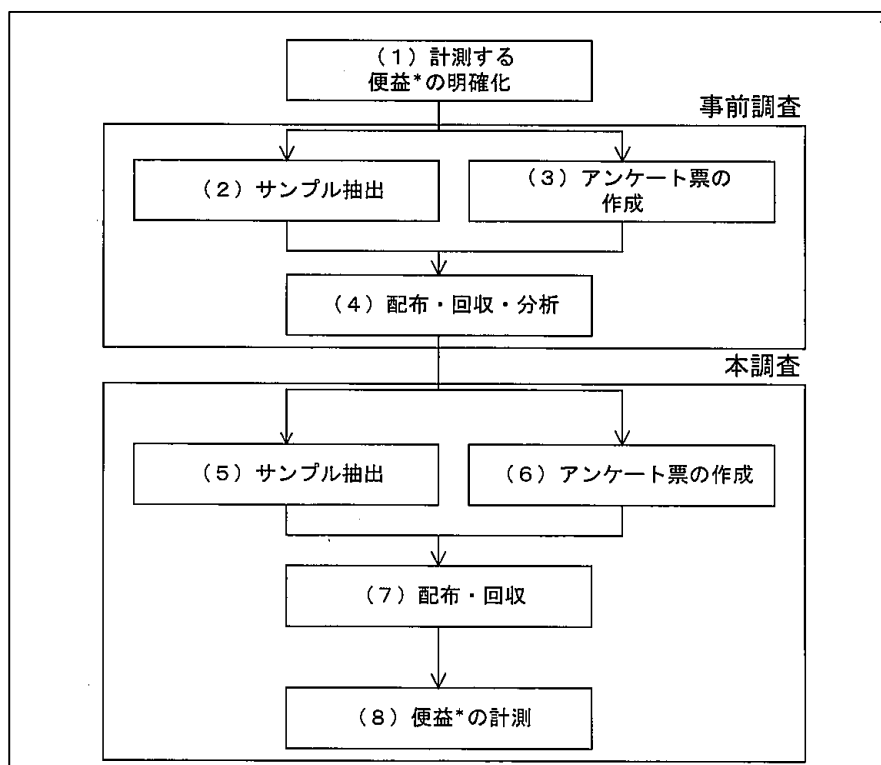 (1)計測する
便益*の明確化
事前調査
(2)サンプル抽出
(3)アンケート票の
作成
(4)配布・回収・分析
本調査
(5)サンプル抽出
(6)アンケート票の作成
(7)配布・回収
(8)便益*の計測